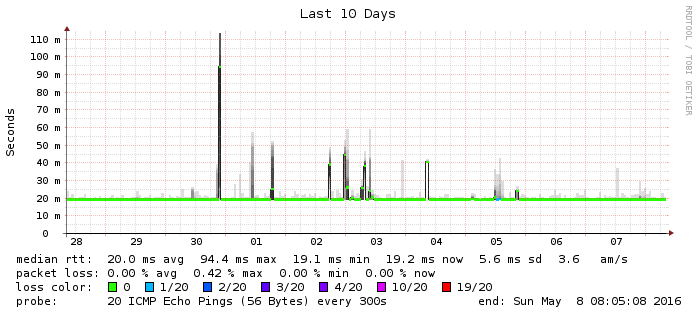 Last 10 Days
RRDTOOL / TOBI OETIKER
Seconds
110 m
100 m
90 m
80 m
70 m
60 m
50 m
40 m
30 m
20 m
10 m
0
28 29 30 01 02 03 04 05 06 07
median rtt: 20.0 ms avg 94.4 ms max 19.1 ms min 19.2 ms now 5.6 ms sd 3.6 am/s
packet loss: 0.00 % avg 0.42 % max 0.00 % min 0.00 % now
loss color: 0 1/20 2/20 3/20 4/20 10/20 19/20
probe: 20 ICMP Echo Pings (56 Bytes) every 300s end: Sun May 8 08:05:08 2016